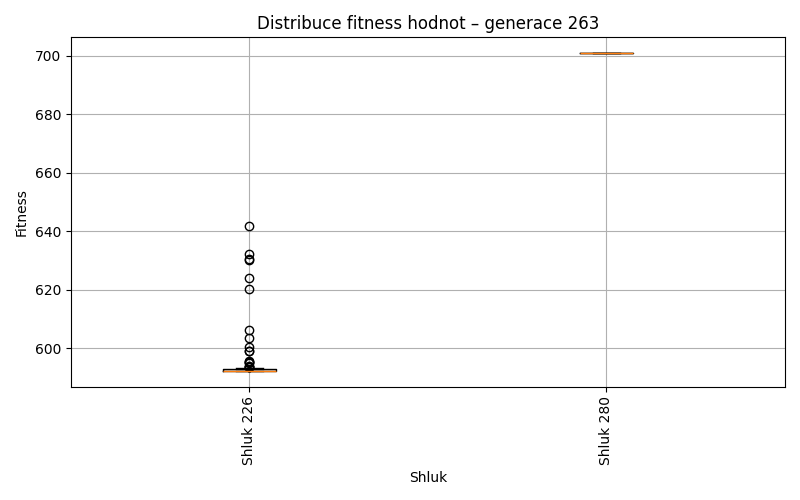 Distribuce fitness hodnot – generace 263
700
680
660
640
620
600
Fitness
Shluk 226
Shluk 280
Shluk